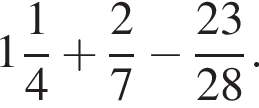 1 1/4 + 2/7 − 23/28.